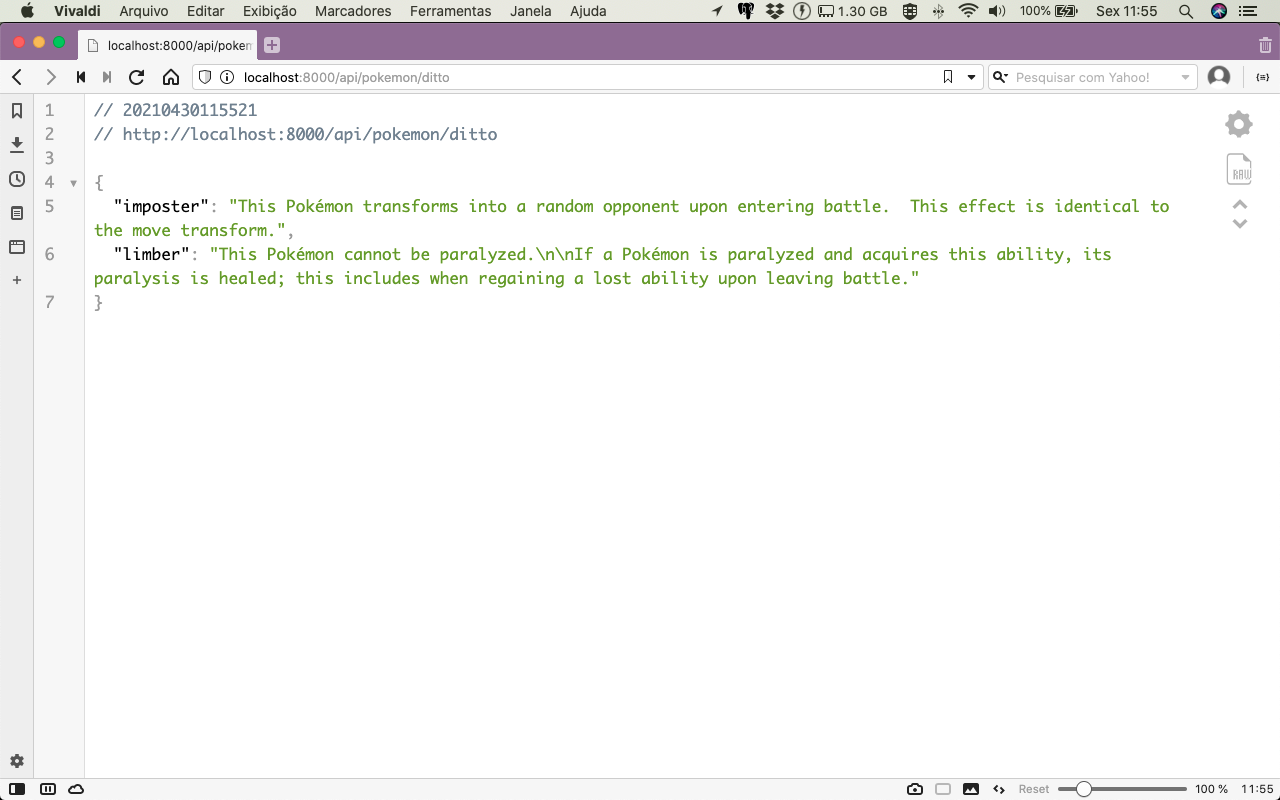 Vivaldi Arquivo Editar Exibição Marcadores Ferramentas Janela Ajuda 1.30 GB 100% Sex 11:55
localhost:8000/api/pokem
localhost:8000/api/pokemon/ditto Pesquisar com Yahoo!
1 // 20210430115521
2 // http://localhost:8000/api/pokemon/ditto
3
4 {
5 "imposter": "This Pokémon transforms into a random opponent upon entering battle.  This effect is identical to
the move transform.",
6 "limber": "This Pokémon cannot be paralyzed.\n\nIf a Pokémon is paralyzed and acquires this ability, its
paralysis is healed; this includes when regaining a lost ability upon leaving battle."
7 }
RAW
Reset 100 % 11:55